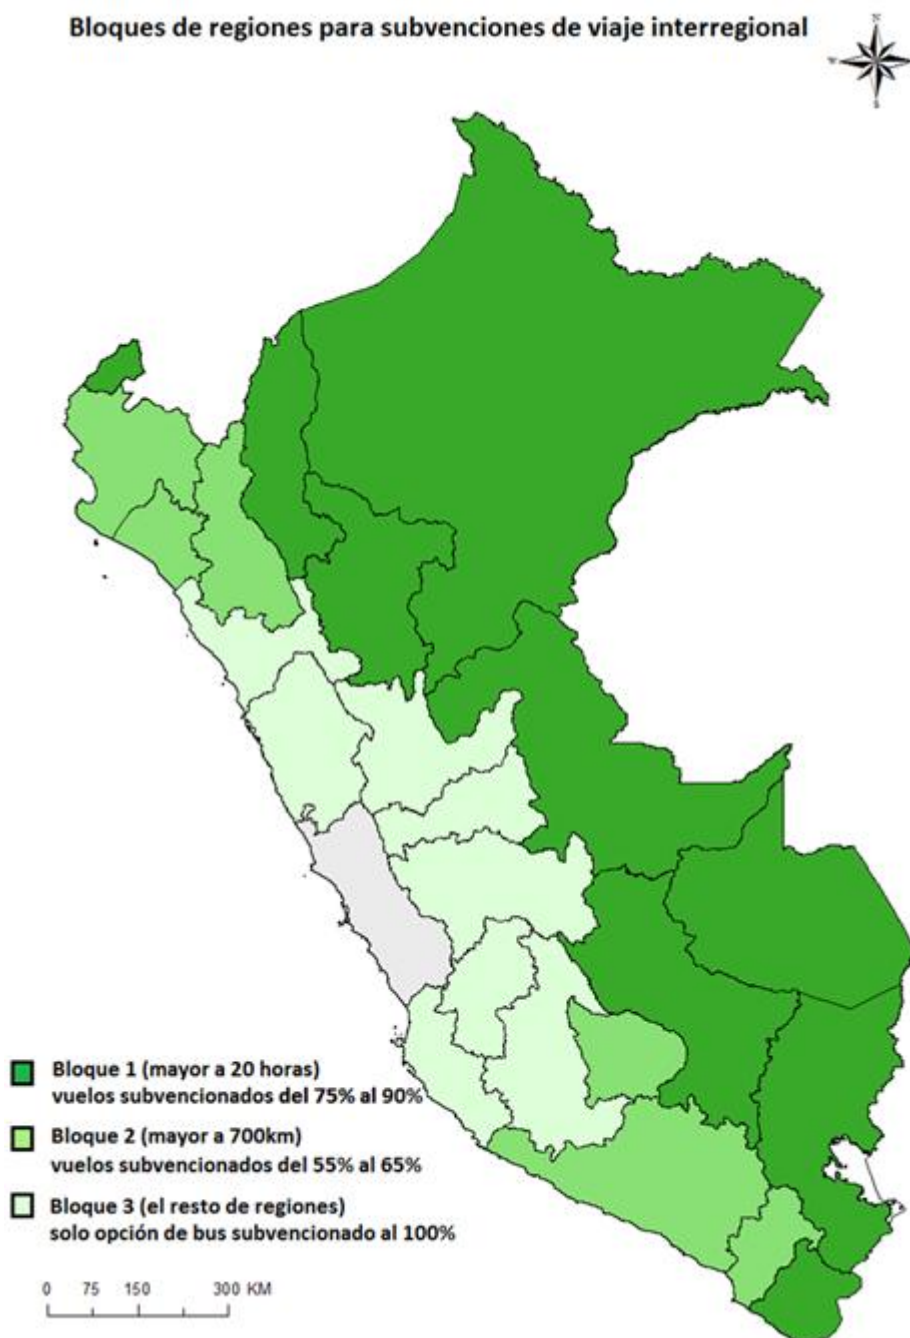 Bloques de regiones para subvenciones de viaje interregional
N
S
Bloque 1 (mayor a 20 horas)
vuelos subvencionados del 75% al 90%
Bloque 2 (mayor a 700km)
vuelos subvencionados del 55% al 65%
Bloque 3 (el resto de regiones)
solo opción de bus subvencionado al 100%
0 75 150 300 KM